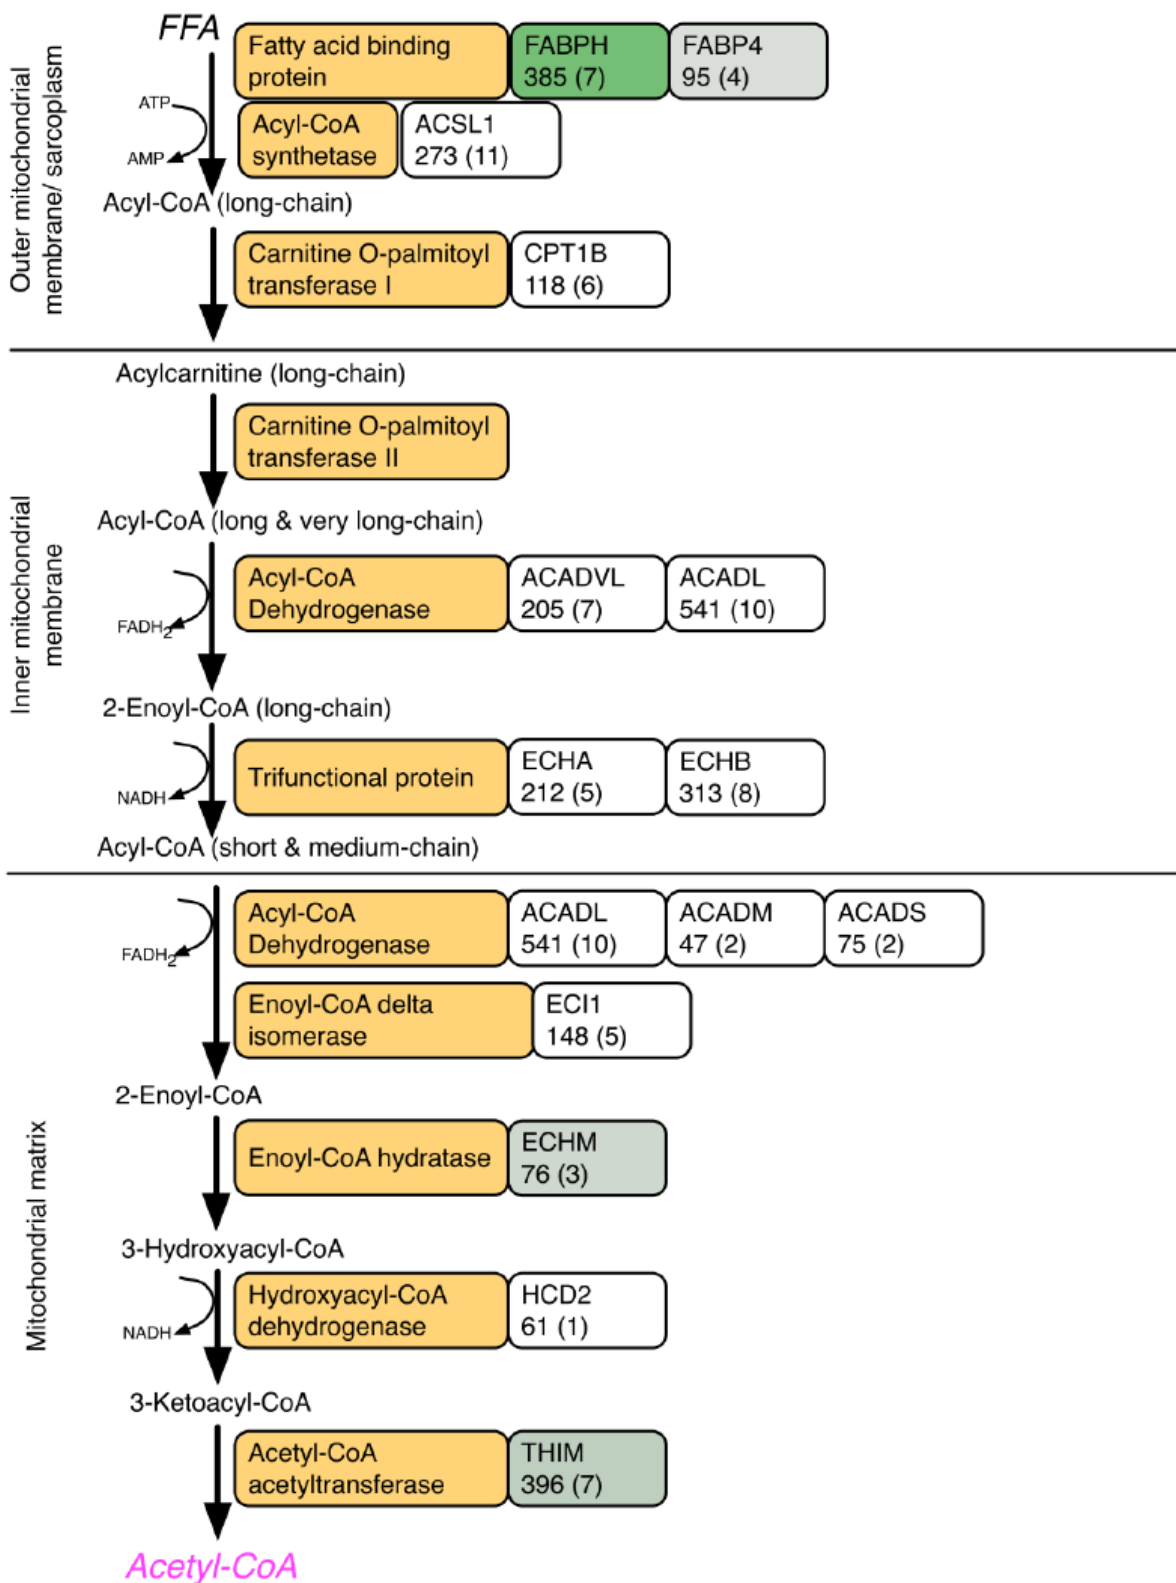 FFA
Fatty acid binding
protein
FABPH
385 (7)
FABP4
95 (4)
ATP
AMP
Acyl-CoA
synthetase
ACSL1
273 (11)
Acyl-CoA (long-chain)
Carnitine O-palmitoyl
transferase I
CPT1B
118 (6)
Outer mitochondrial
membrane/ sarcoplasm
Acylcarnitine (long-chain)
Carnitine O-palmitoyl
transferase II
Acyl-CoA (long & very long-chain)
FADH2
Acyl-CoA
Dehydrogenase
ACADVL
205 (7)
ACADL
541 (10)
2-Enoyl-CoA (long-chain)
NADH
Trifunctional protein
ECHA
212 (5)
ECHB
313 (8)
Acyl-CoA (short & medium-chain)
Inner mitochondrial
membrane
FADH2
Acyl-CoA
Dehydrogenase
ACADL
541 (10)
ACADM
47 (2)
ACADS
75 (2)
Enoyl-CoA delta
isomerase
ECI1
148 (5)
2-Enoyl-CoA
Enoyl-CoA hydratase
ECHM
76 (3)
3-Hydroxyacyl-CoA
NADH
Hydroxyacyl-CoA
dehydrogenase
HCD2
61 (1)
3-Ketoacyl-CoA
Acetyl-CoA
acetyltransferase
THIM
396 (7)
Acetyl-CoA
Mitochondrial matrix